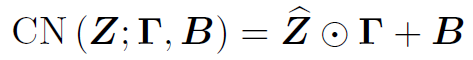 CN (Z; Γ, B) = Ẑ ⊙ Γ + B